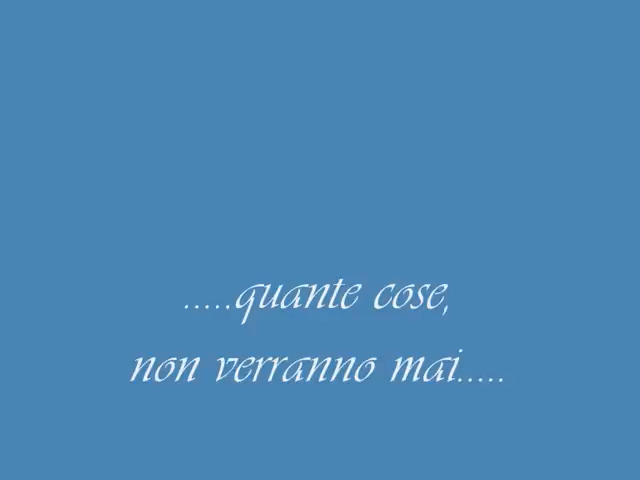 .....quante cose,
non verranno mai.....